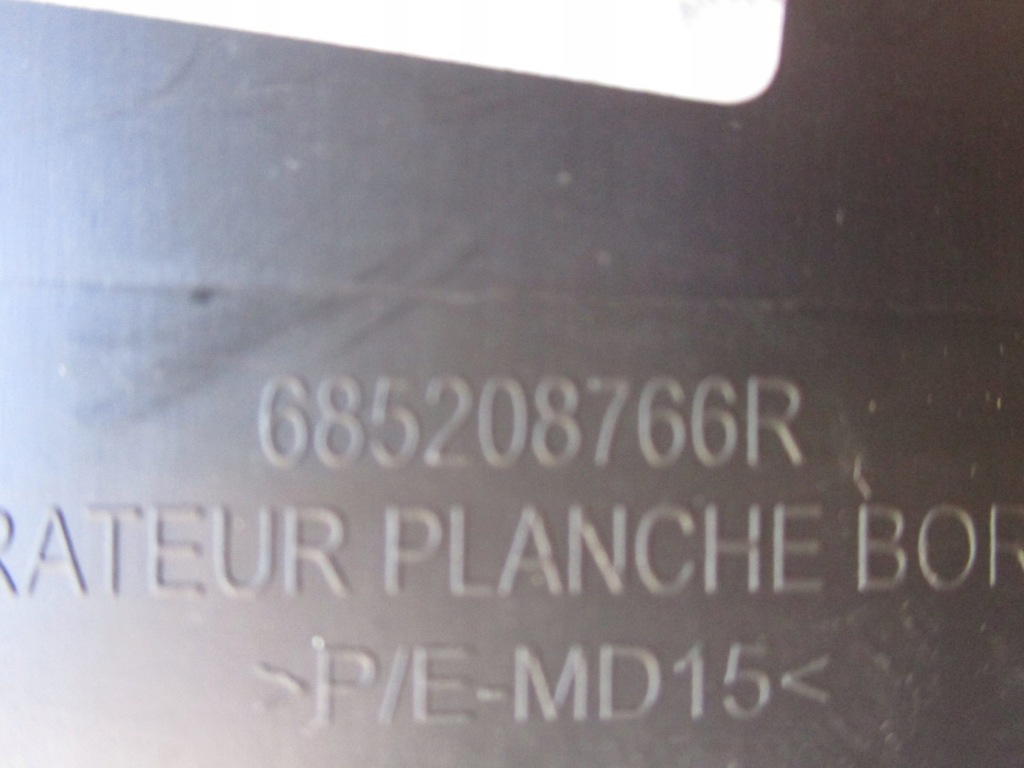 685208766R
RATEUR PLANCHE BOR
>P/E-MD15<